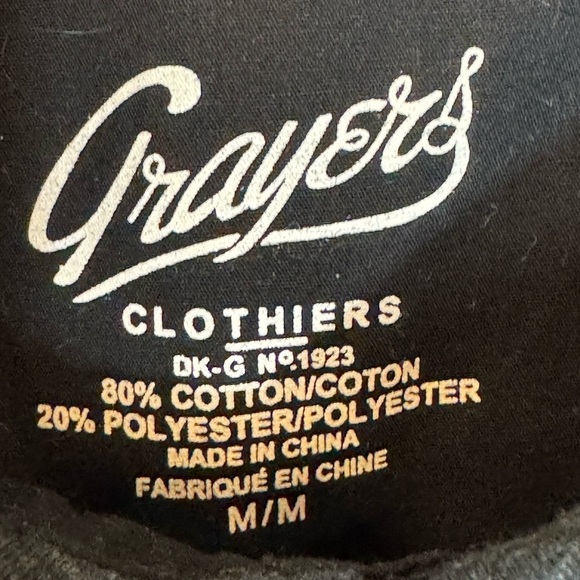 Grayers
CLOTHIERS
DK-G Nº.1923
80% COTTON/COTON
20% POLYESTER/POLYESTER
MADE IN CHINA
FABRIQUÉ EN CHINE
M/M